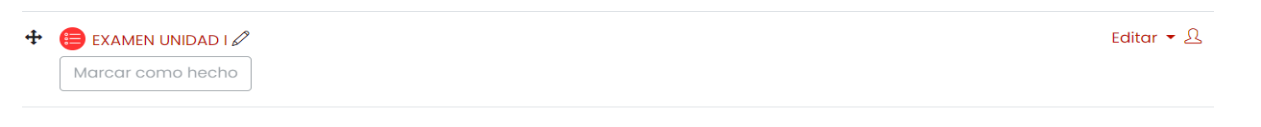 EXAMEN UNIDAD I
Editar
Marcar como hecho